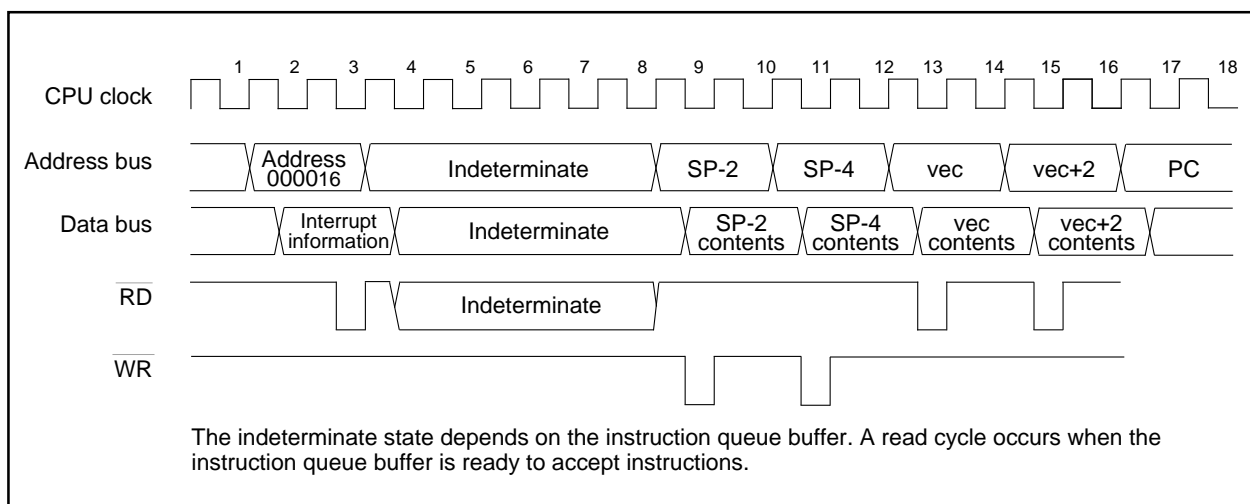 1 2 3 4 5 6 7 8 9 10 11 12 13 14 15 16 17 18
CPU clock
Address bus
Address
000016
Indeterminate
SP-2
SP-4
vec
vec+2
PC
Data bus
Interrupt
information
Indeterminate
SP-2
contents
SP-4
contents
vec
contents
vec+2
contents
RD
Indeterminate
WR
The indeterminate state depends on the instruction queue buffer. A read cycle occurs when the
instruction queue buffer is ready to accept instructions.